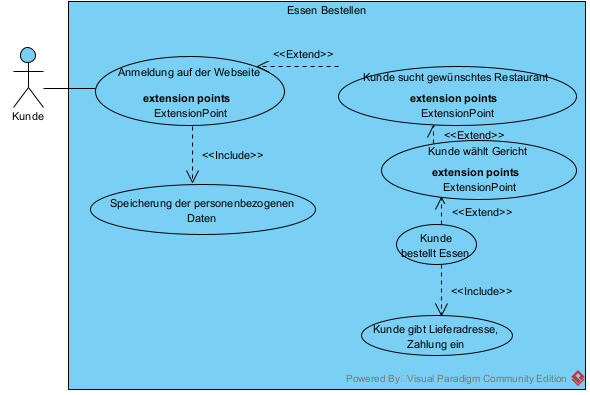 Essen Bestellen
<<Extend>>
Anmeldung auf der Webseite
extension points
ExtensionPoint
Kunde
Kunde sucht gewünschtes Restaurant
extension points
ExtensionPoint
<<Extend>>
Kunde wählt Gericht
extension points
ExtensionPoint
<<Include>>
Speicherung der personenbezogenen
Daten
<<Extend>>
Kunde
bestellt Essen
<<Include>>
Kunde gibt Lieferadresse,
Zahlung ein
Powered By: Visual Paradigm Community Edition